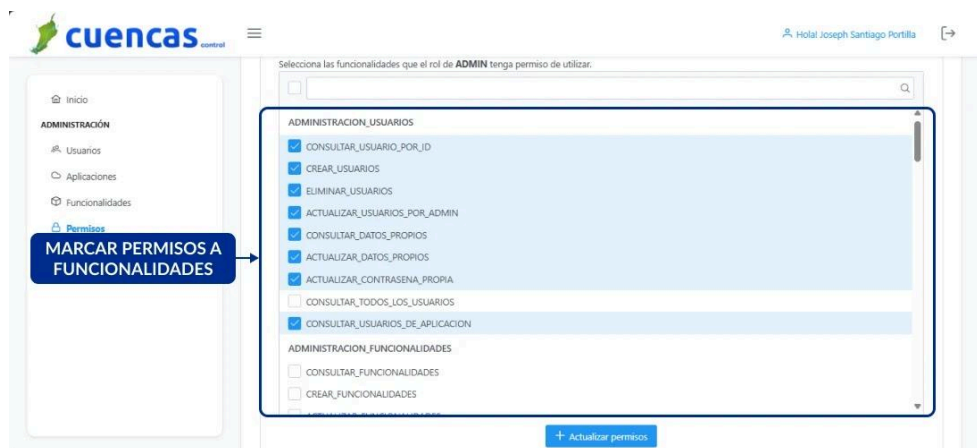 cuencas control
Hola! Joseph Santiago Portilla
Selecciona las funcionalidades que el rol de ADMIN tenga permiso de utilizar.
Inicio
ADMINISTRACIÓN
Usuarios
Aplicaciones
Funcionalidades
Permisos
MARCAR PERMISOS A
FUNCIONALIDADES
ADMINISTRACION_USUARIOS
CONSULTAR_USUARIO_POR_ID
CREAR_USUARIOS
ELIMINAR_USUARIOS
ACTUALIZAR_USUARIOS_POR_ADMIN
CONSULTAR_DATOS_PROPIOS
ACTUALIZAR_DATOS_PROPIOS
ACTUALIZAR_CONTRASENA_PROPIA
CONSULTAR_TODOS_LOS_USUARIOS
CONSULTAR_USUARIOS_DE_APLICACION
ADMINISTRACION_FUNCIONALIDADES
CONSULTAR_FUNCIONALIDADES
CREAR_FUNCIONALIDADES
+ Actualizar permisos